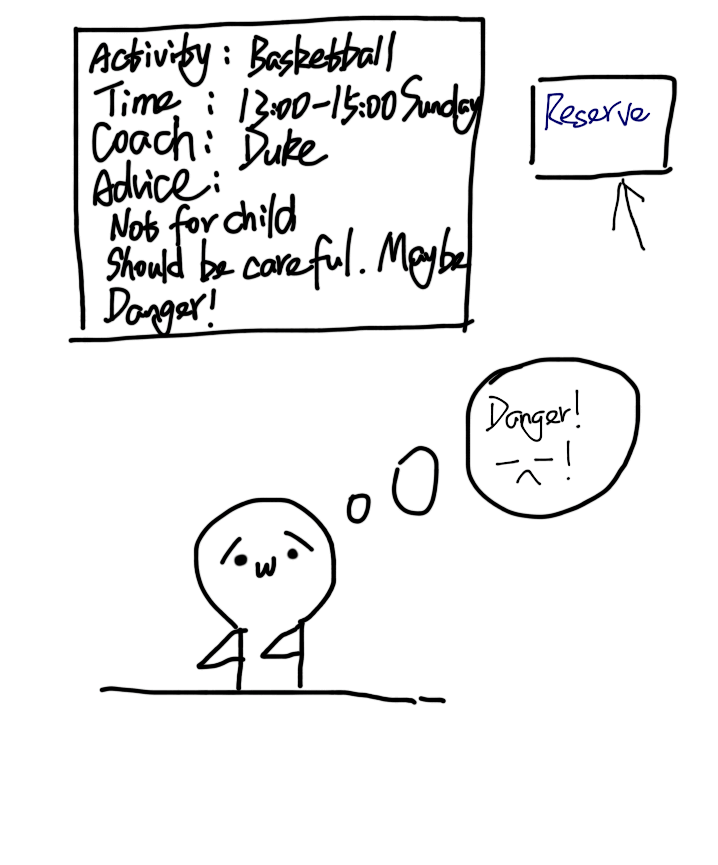 Activity: Basketball
Time : 13:00-15:00 Sunday
Coach: Duke
Advice:
Not for child
Should be careful. Maybe
Danger!
Reserve
Danger!